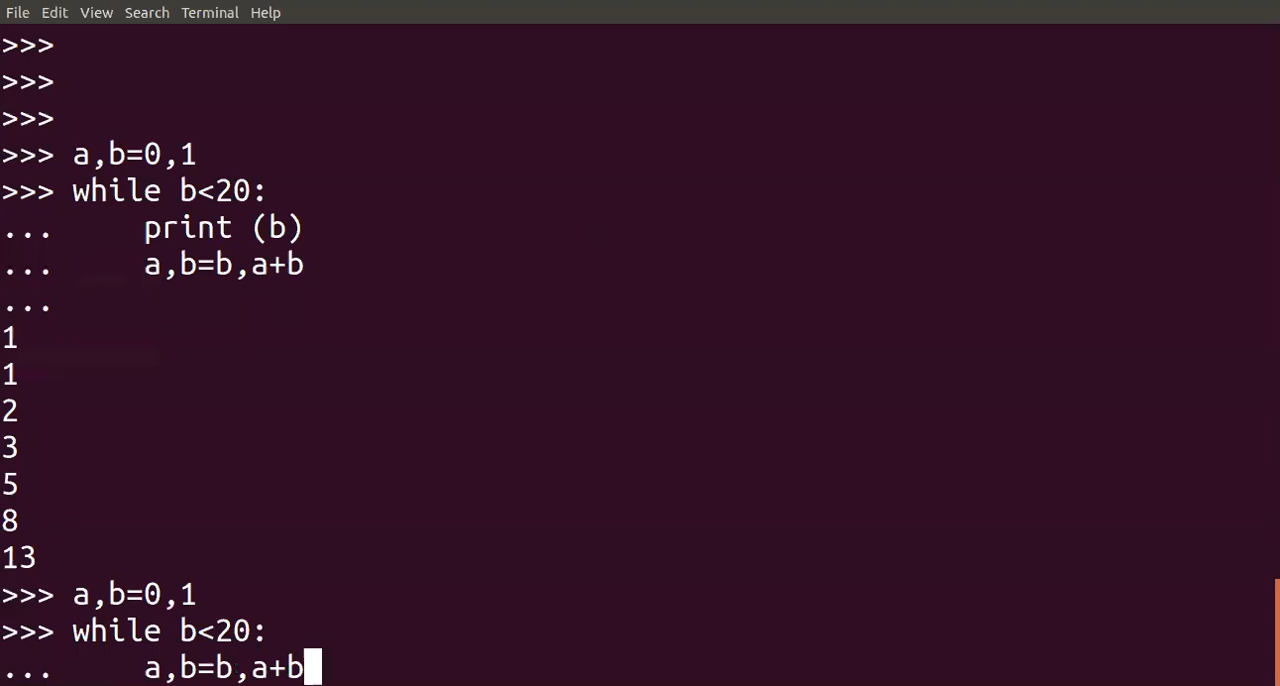 File Edit View Search Terminal Help
>>>
>>>
>>>
>>> a,b=0,1
>>> while b<20:
...     print (b)
...     a,b=b,a+b
...
1
1
2
3
5
8
13
>>> a,b=0,1
>>> while b<20:
...     a,b=b,a+b